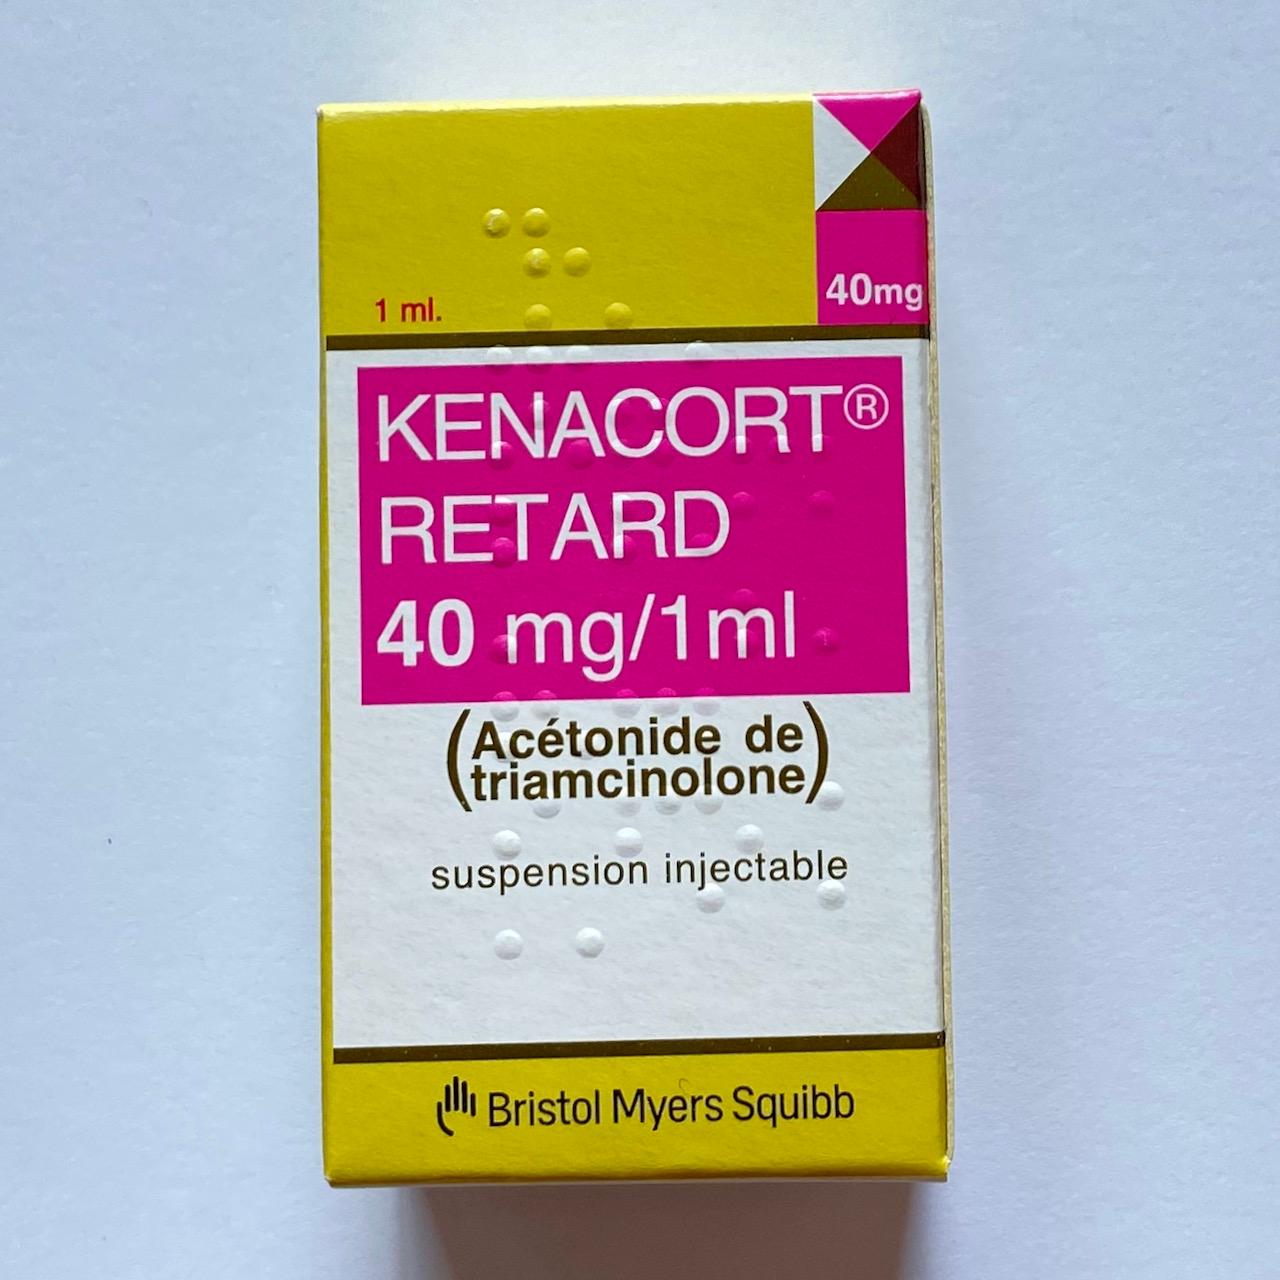 40mg
1 ml.
KENACORT®
RETARD
40 mg/1ml
(Acétonide de
triamcinolone)
suspension injectable
Bristol Myers Squibb